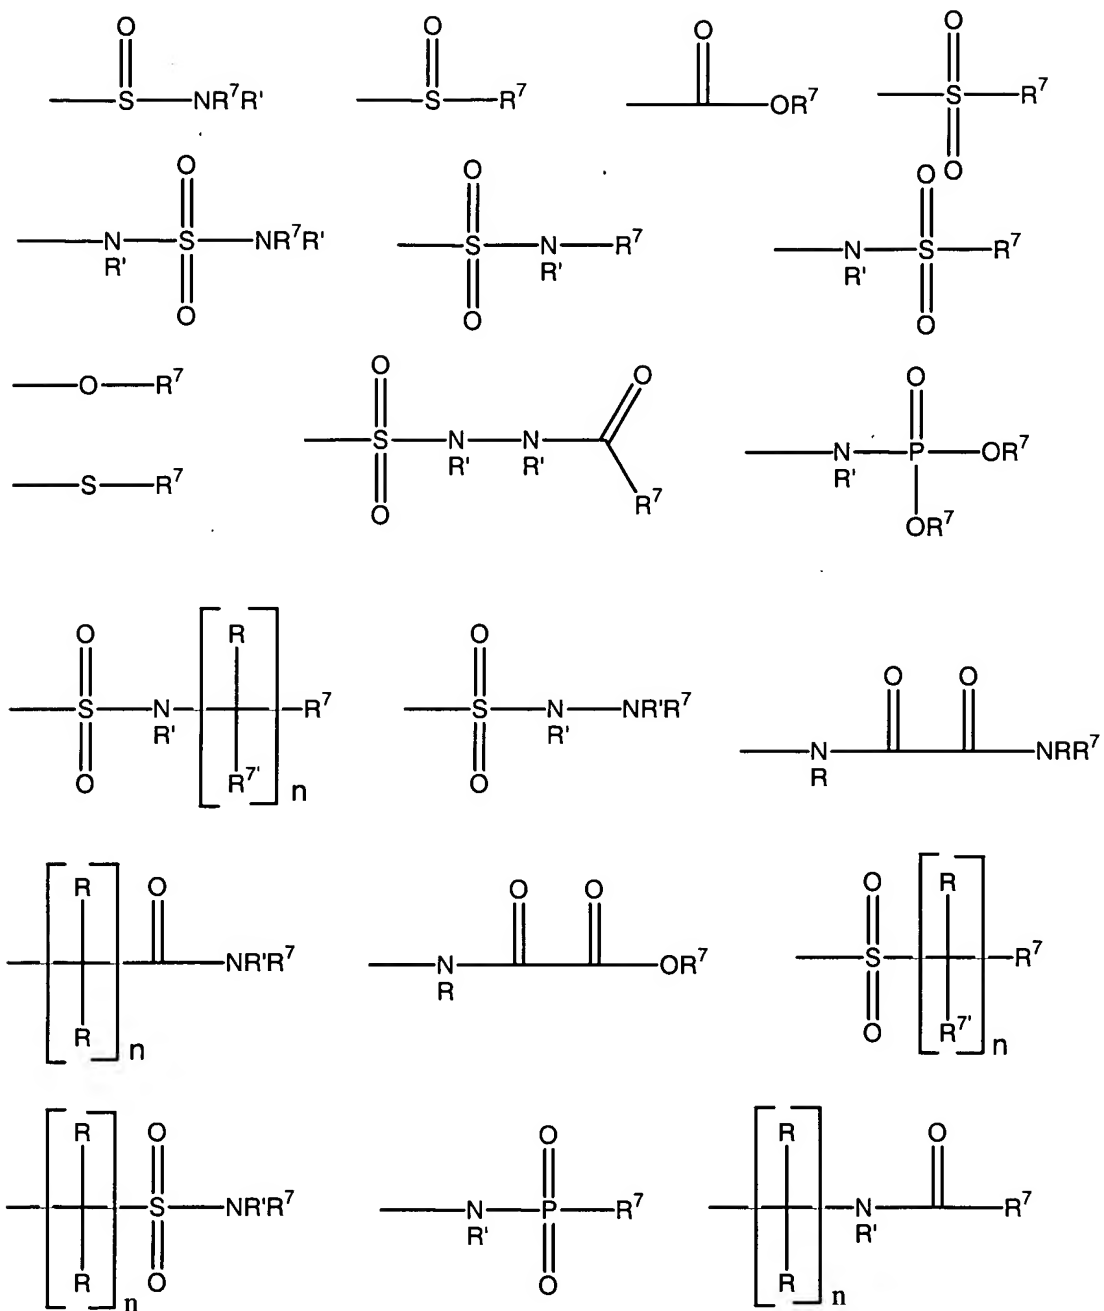 O O O O
S NR⁷R' S R⁷ OR⁷ S R⁷
O
O O O
N S NR⁷R' S N R⁷ N S R⁷
R' R' R'
O O O
O R⁷ O O O
S N N N P OR⁷
R' R' R'
S R⁷ O R⁷ OR⁷
R
O O O O
S N R⁷ S N NR'R⁷ N NRR⁷
R' R' R
O R⁷' n O
R O O O O R
NR'R⁷ N OR⁷ S R⁷
R
R n O R⁷' n
R O O R O
S NR'R⁷ N P R⁷ N R⁷
R' R'
R n O O R n